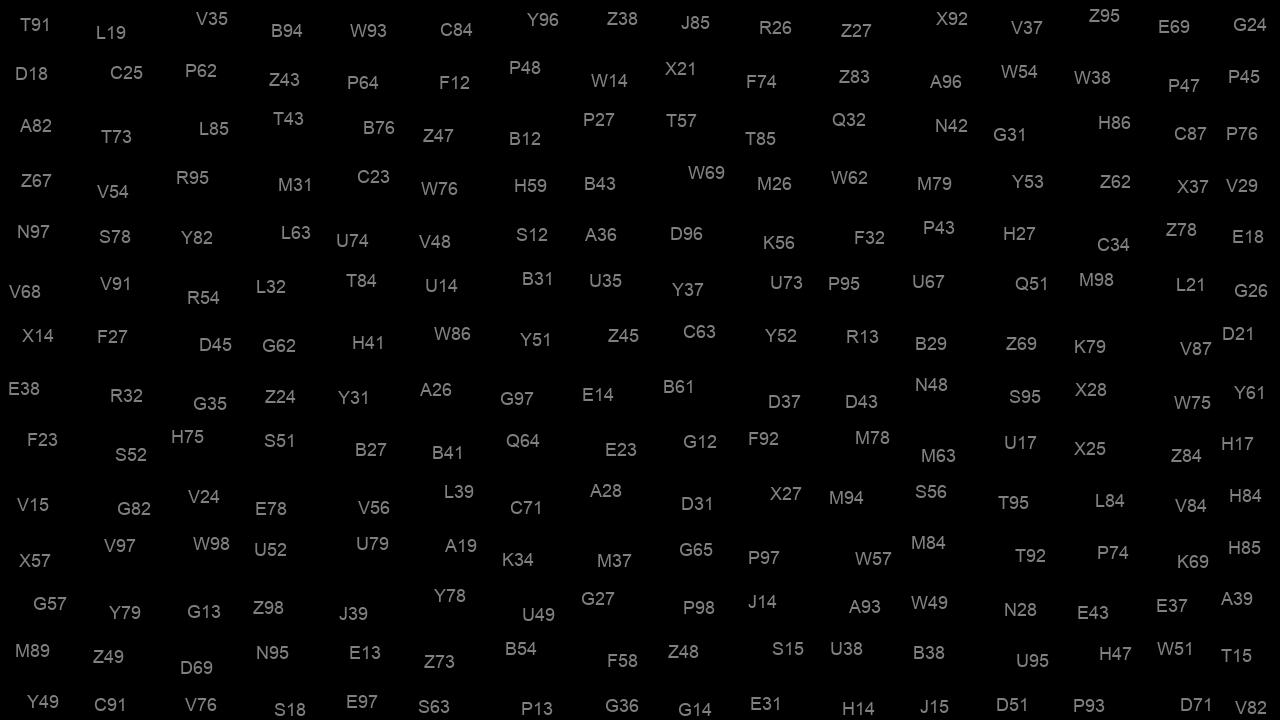 T91 L19 V35 B94 W93 C84 Y96 Z38 J85 R26 Z27 X92 V37 Z95 E69 G24
D18 C25 P62 Z43 P64 F12 P48 W14 X21 F74 Z83 A96 W54 W38 P47 P45
A82 T73 L85 T43 B76 Z47 B12 P27 T57 T85 Q32 N42 G31 H86 C87 P76
Z67 V54 R95 M31 C23 W76 H59 B43 W69 M26 W62 M79 Y53 Z62 X37 V29
N97 S78 Y82 L63 U74 V48 S12 A36 D96 K56 F32 P43 H27 C34 Z78 E18
V68 V91 R54 L32 T84 U14 B31 U35 Y37 U73 P95 U67 Q51 M98 L21 G26
X14 F27 D45 G62 H41 W86 Y51 Z45 C63 Y52 R13 B29 Z69 K79 V87 D21
E38 R32 G35 Z24 Y31 A26 G97 E14 B61 D37 D43 N48 S95 X28 W75 Y61
F23 S52 H75 S51 B27 B41 Q64 E23 G12 F92 M78 M63 U17 X25 Z84 H17
V15 G82 V24 E78 V56 L39 C71 A28 D31 X27 M94 S56 T95 L84 V84 H84
X57 V97 W98 U52 U79 A19 K34 M37 G65 P97 W57 M84 T92 P74 K69 H85
G57 Y79 G13 Z98 J39 Y78 U49 G27 P98 J14 A93 W49 N28 E43 E37 A39
M89 Z49 D69 N95 E13 Z73 B54 F58 Z48 S15 U38 B38 U95 H47 W51 T15
Y49 C91 V76 S18 E97 S63 P13 G36 G14 E31 H14 J15 D51 P93 D71 V82